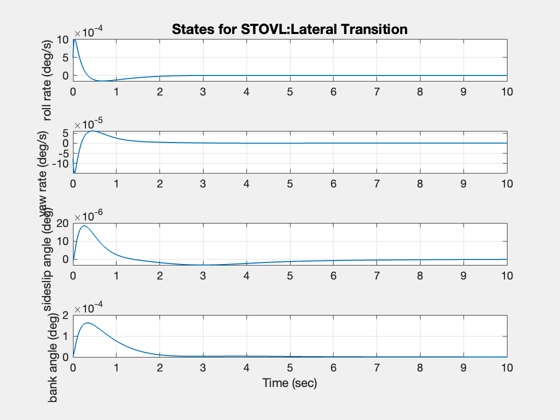 States for STOVL:Lateral Transition
×10⁻⁴
10
5
0
roll rate (deg/s)
0 1 2 3 4 5 6 7 8 9 10
×10⁻⁵
5
0
-5
-10
yaw rate (deg/s)
0 1 2 3 4 5 6 7 8 9 10
×10⁻⁶
20
10
0
sideslip angle (deg)
0 1 2 3 4 5 6 7 8 9 10
×10⁻⁴
2
1
0
bank angle (deg)
0 1 2 3 4 5 6 7 8 9 10
Time (sec)